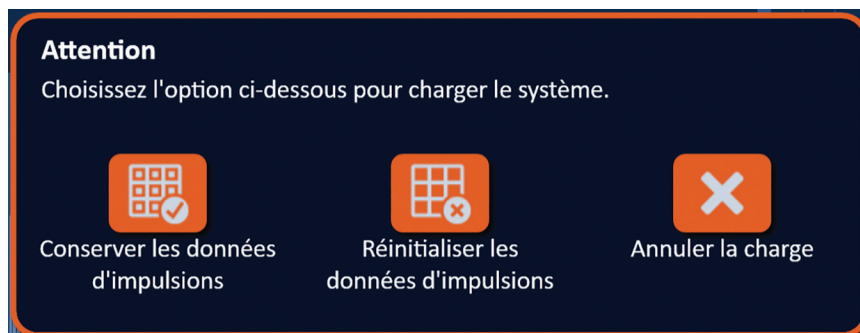 Attention
Choisissez l'option ci-dessous pour charger le système.
Conserver les données
d'impulsions
Réinitialiser les
données d'impulsions
Annuler la charge